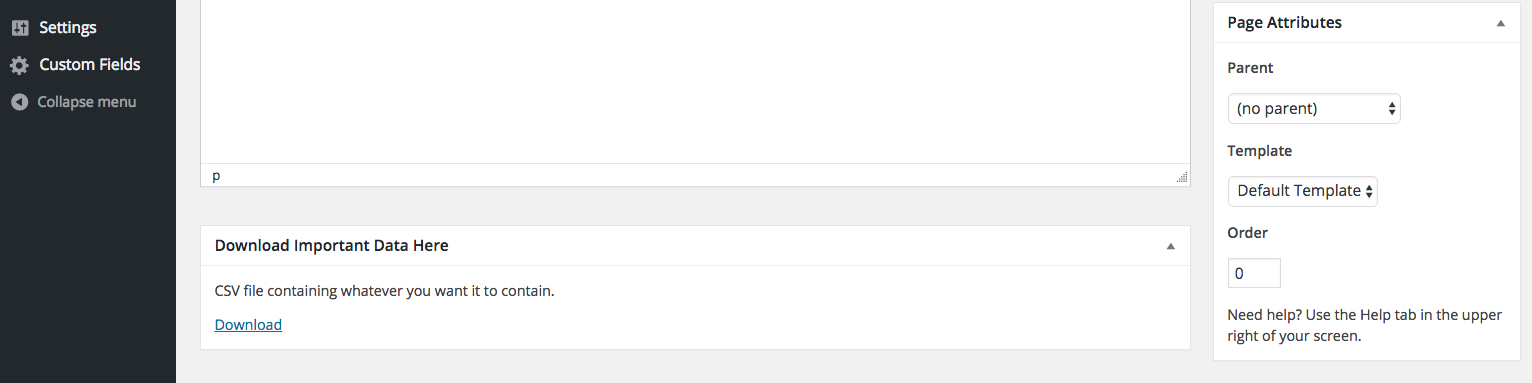 Settings
Custom Fields
Collapse menu
p
Download Important Data Here
CSV file containing whatever you want it to contain.
Download
Page Attributes
Parent
(no parent)
Template
Default Template
Order
0
Need help? Use the Help tab in the upper
right of your screen.